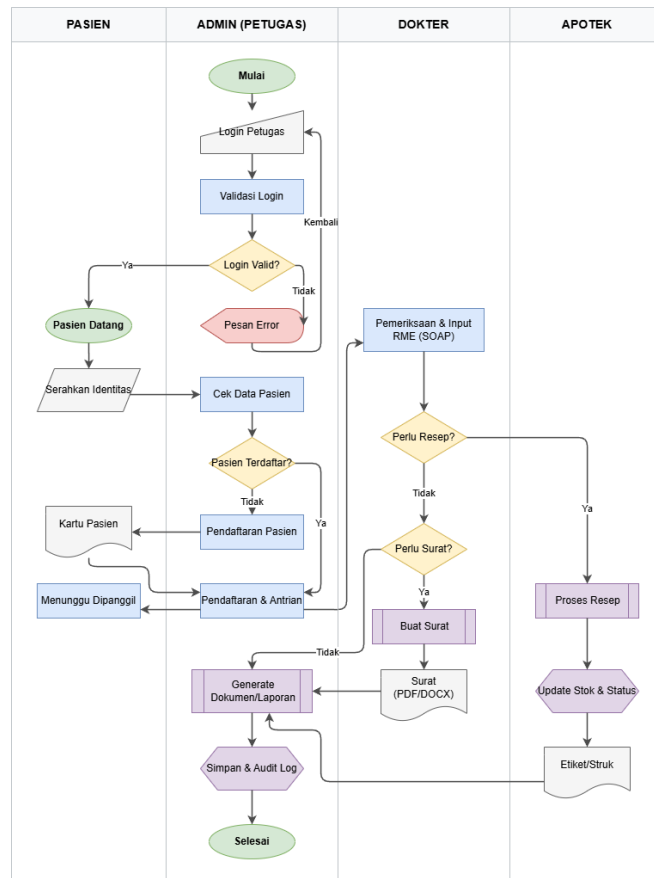 PASIEN
ADMIN (PETUGAS)
DOKTER
APOTEK
Mulai
Login Petugas
Validasi Login
Kembali
Login Valid?
Ya
Tidak
Pasien Datang
Pesan Error
Pemeriksaan & Input
RME (SOAP)
Serahkan Identitas
Cek Data Pasien
Perlu Resep?
Pasien Terdaftar?
Tidak
Tidak
Ya
Ya
Kartu Pasien
Pendaftaran Pasien
Perlu Surat?
Ya
Menunggu Dipanggil
Pendaftaran & Antrian
Proses Resep
Buat Surat
Tidak
Generate
Dokumen/Laporan
Surat
(PDF/DOCX)
Update Stok & Status
Simpan & Audit Log
Etiket/Struk
Selesai